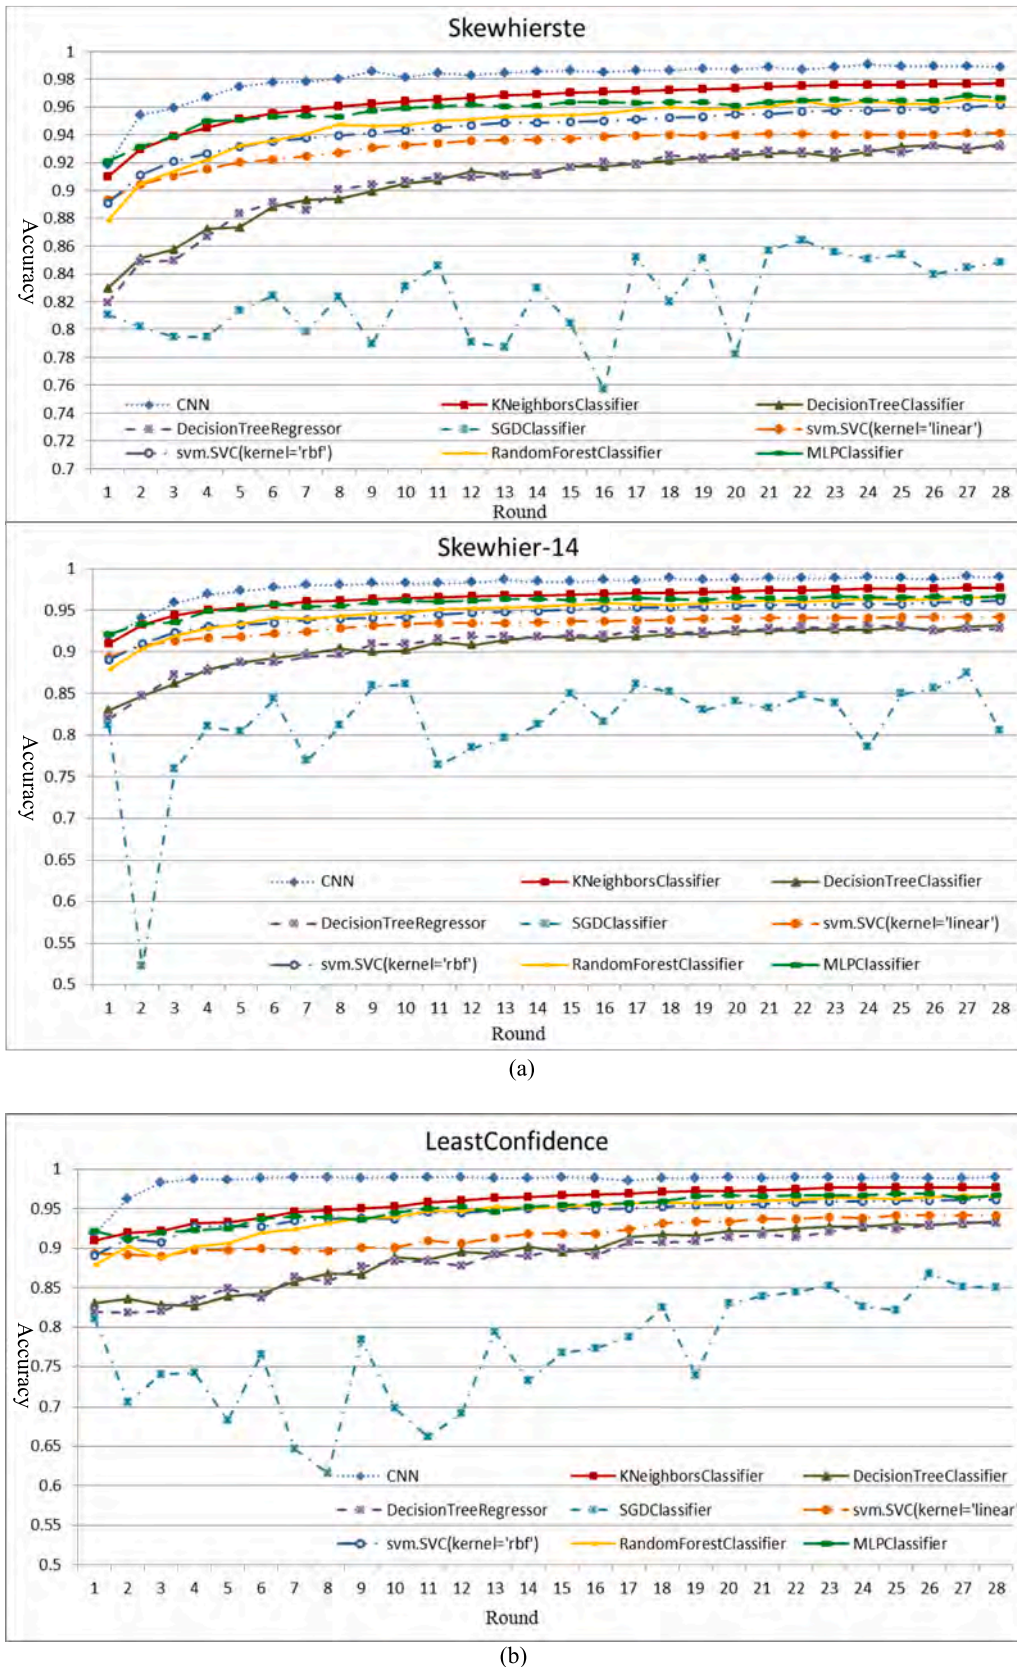 Skewhierste
1
0.98
0.96
0.94
0.92
0.9
0.88
0.86
0.84
0.82
0.8
0.78
0.76
0.74
0.72
0.7
Accuracy
CNN KNeighborsClassifier DecisionTreeClassifier
DecisionTreeRegressor SGDClassifier svm.SVC(kernel='linear')
svm.SVC(kernel='rbf') RandomForestClassifier MLPClassifier
1 2 3 4 5 6 7 8 9 10 11 12 13 14 15 16 17 18 19 20 21 22 23 24 25 26 27 28
Round
Skewhier-14
1
0.95
0.9
0.85
0.8
0.75
0.7
0.65
0.6
0.55
0.5
Accuracy
CNN KNeighborsClassifier DecisionTreeClassifier
DecisionTreeRegressor SGDClassifier svm.SVC(kernel='linear')
svm.SVC(kernel='rbf') RandomForestClassifier MLPClassifier
1 2 3 4 5 6 7 8 9 10 11 12 13 14 15 16 17 18 19 20 21 22 23 24 25 26 27 28
Round
(a)
LeastConfidence
1
0.95
0.9
0.85
0.8
0.75
0.7
0.65
0.6
0.55
0.5
Accuracy
CNN KNeighborsClassifier DecisionTreeClassifier
DecisionTreeRegressor SGDClassifier svm.SVC(kernel='linear'
svm.SVC(kernel='rbf') RandomForestClassifier MLPClassifier
1 2 3 4 5 6 7 8 9 10 11 12 13 14 15 16 17 18 19 20 21 22 23 24 25 26 27 28
Round
(b)